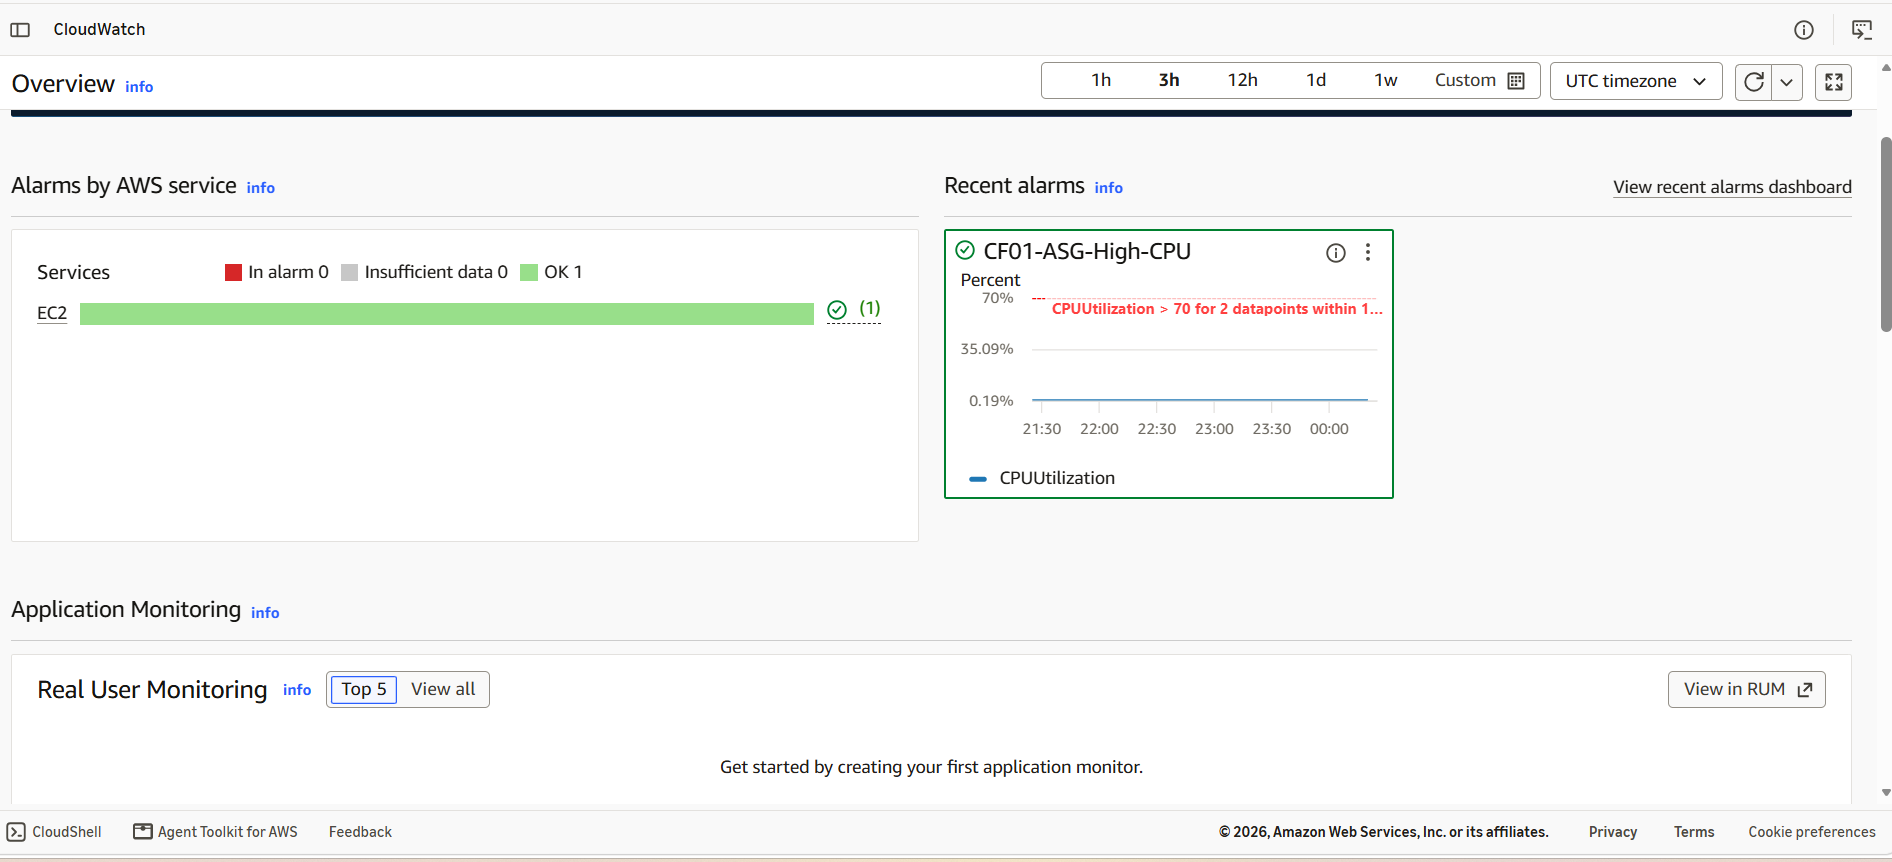 CloudWatch
Overview info
1h 3h 12h 1d 1w Custom UTC timezone
Alarms by AWS service info
Services In alarm 0 Insufficient data 0 OK 1
EC2 (1)
Recent alarms info View recent alarms dashboard
CF01-ASG-High-CPU
Percent
70%
CPUUtilization > 70 for 2 datapoints within 1...
35.09%
0.19%
21:30 22:00 22:30 23:00 23:30 00:00
CPUUtilization
Application Monitoring info
Real User Monitoring info Top 5 View all View in RUM
Get started by creating your first application monitor.
CloudShell Agent Toolkit for AWS Feedback © 2026, Amazon Web Services, Inc. or its affiliates. Privacy Terms Cookie preferences